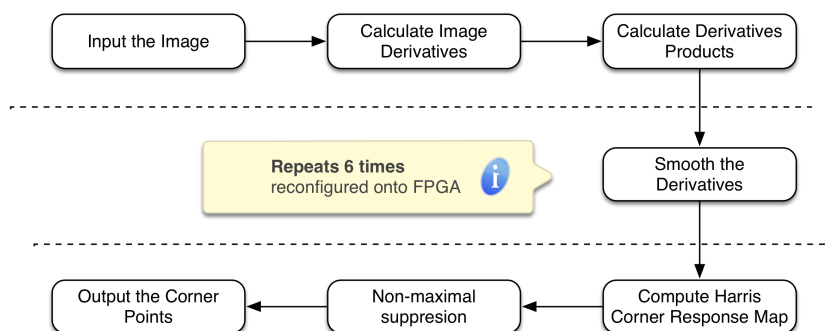 Input the Image
Calculate Image
Derivatives
Calculate Derivatives
Products
Repeats 6 times
reconfigured onto FPGA
i
Smooth the
Derivatives
Output the Corner
Points
Non-maximal
suppresion
Compute Harris
Corner Response Map